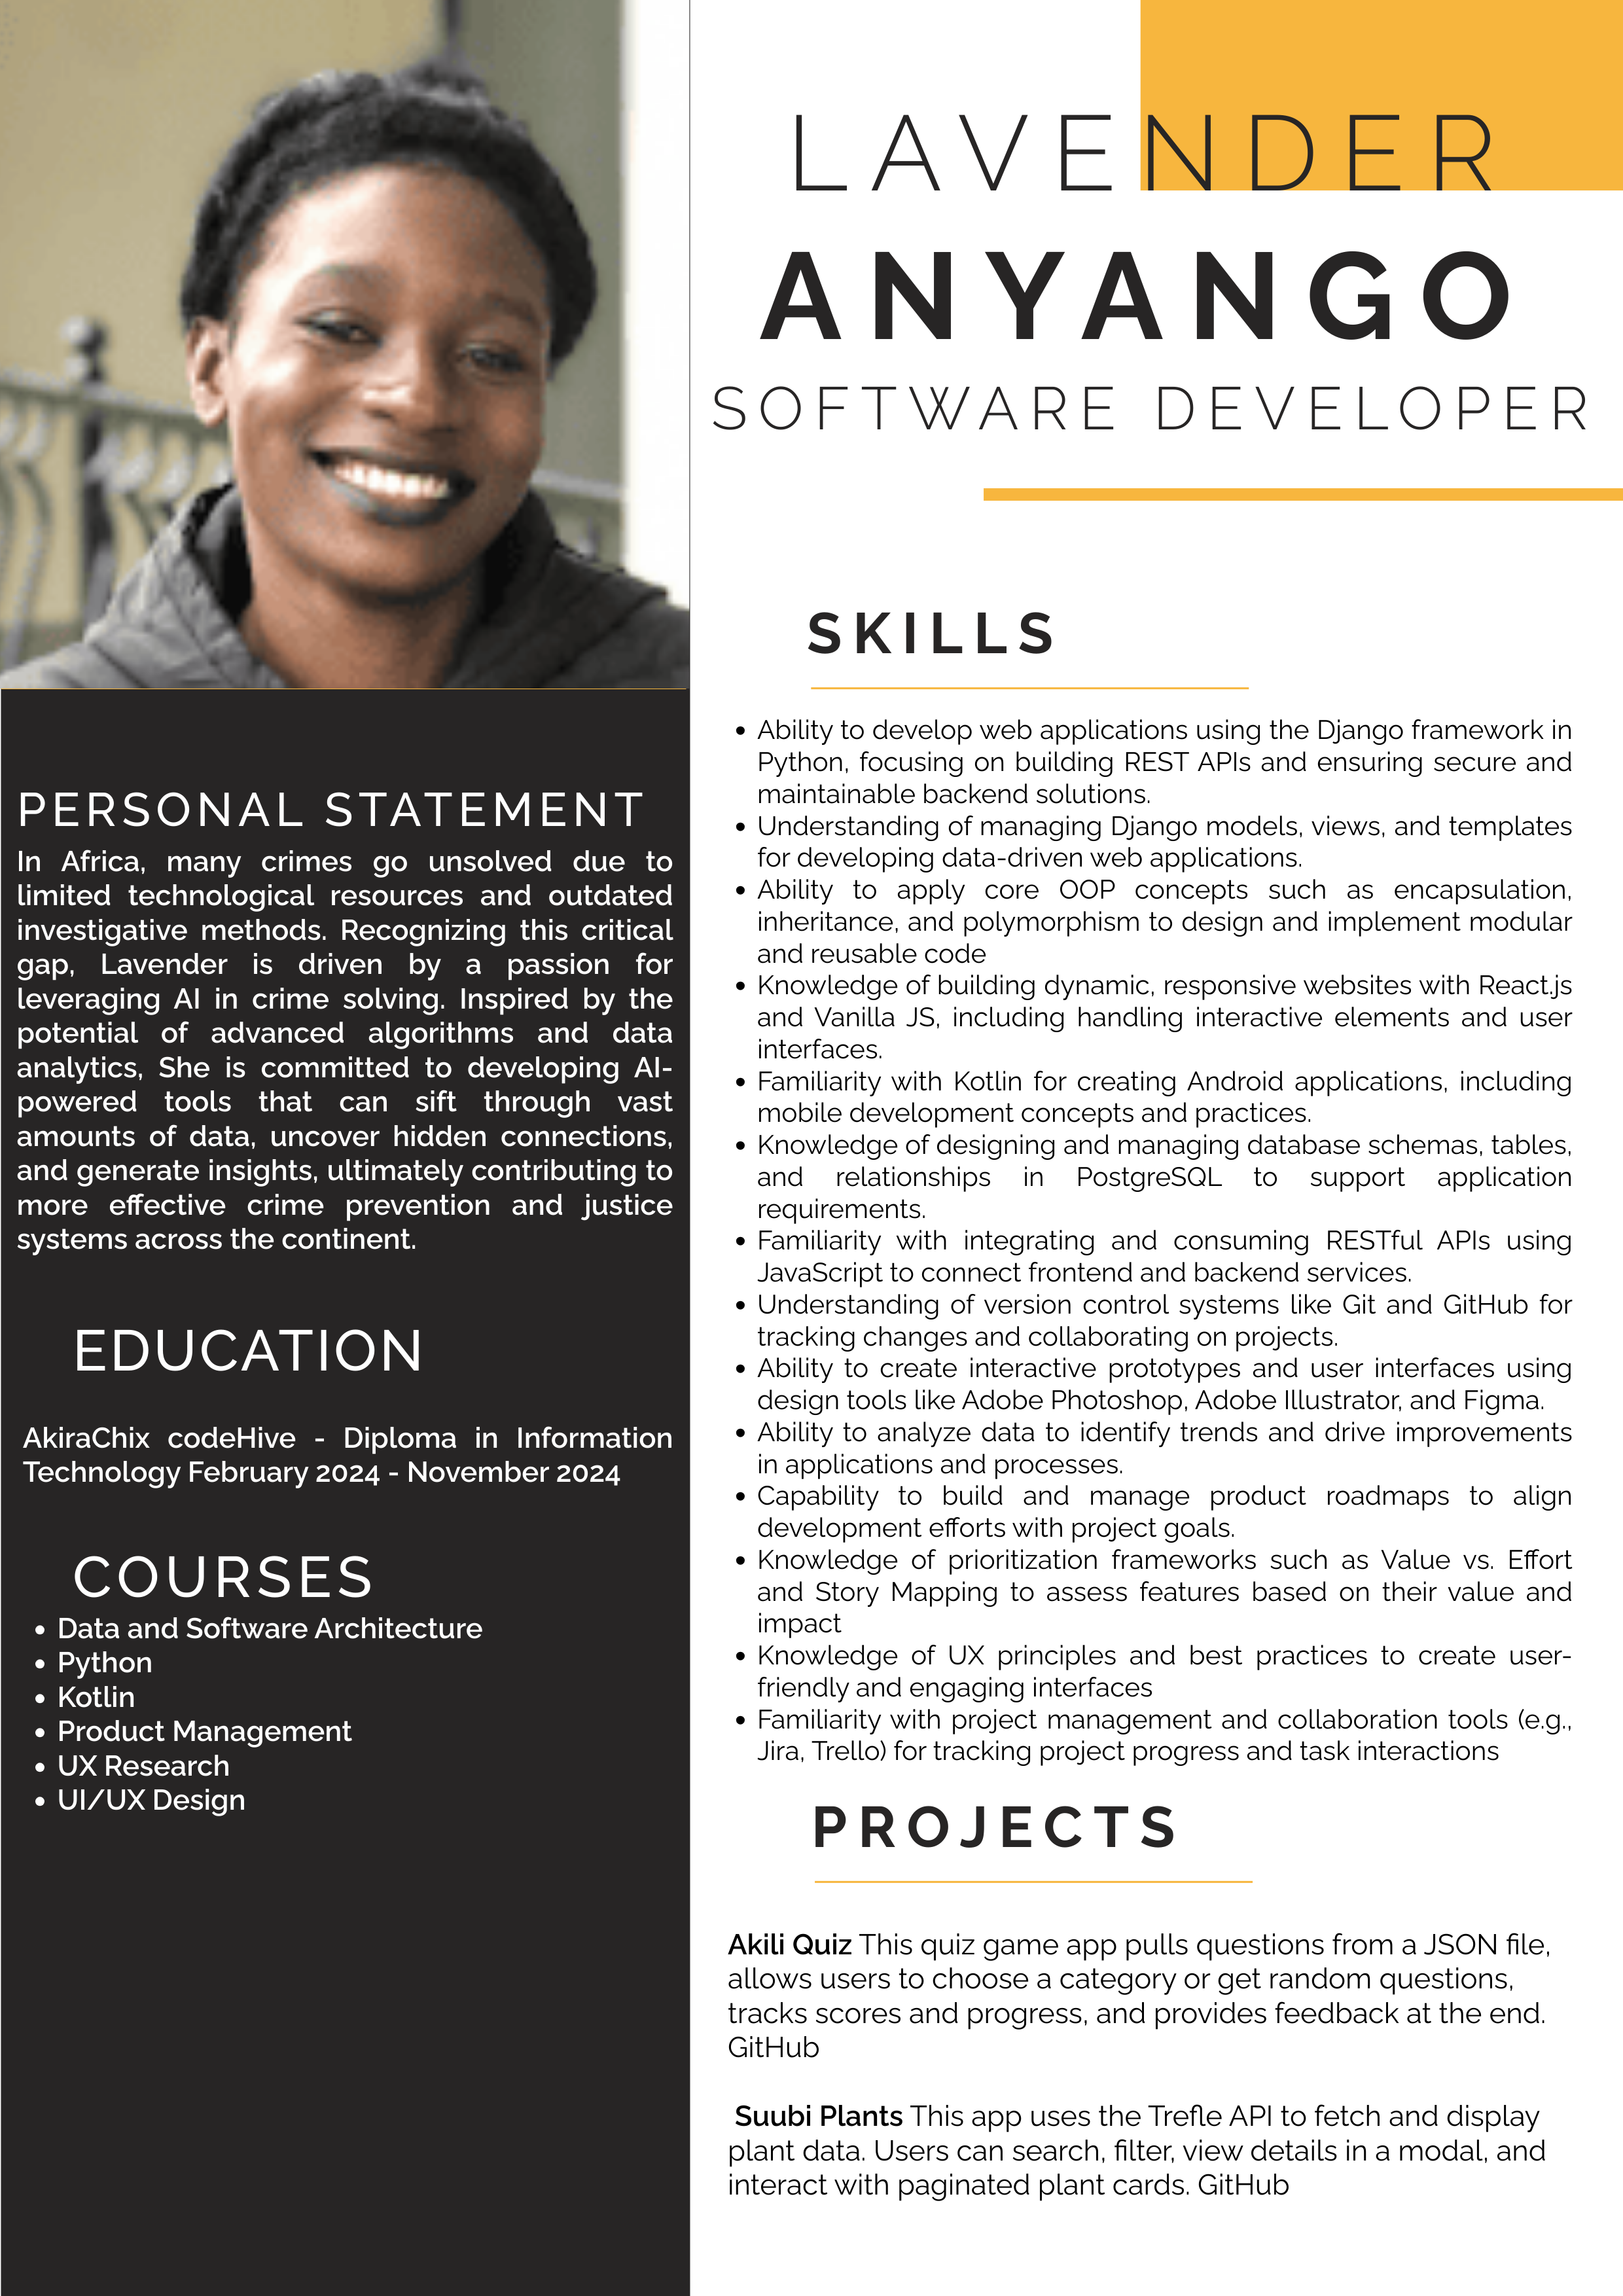 LAVENDER
ANYANGO
SOFTWARE DEVELOPER
PERSONAL STATEMENT
In Africa, many crimes go unsolved due to
limited technological resources and outdated
investigative methods. Recognizing this critical
gap, Lavender is driven by a passion for
leveraging AI in crime solving. Inspired by the
potential of advanced algorithms and data
analytics, She is committed to developing AI-
powered tools that can sift through vast
amounts of data, uncover hidden connections,
and generate insights, ultimately contributing to
more effective crime prevention and justice
systems across the continent.
EDUCATION
AkiraChix codeHive - Diploma in Information
Technology February 2024 - November 2024
COURSES
• Data and Software Architecture
• Python
• Kotlin
• Product Management
• UX Research
• UI/UX Design
SKILLS
• Ability to develop web applications using the Django framework in
Python, focusing on building REST APIs and ensuring secure and
maintainable backend solutions.
• Understanding of managing Django models, views, and templates
for developing data-driven web applications.
• Ability to apply core OOP concepts such as encapsulation,
inheritance, and polymorphism to design and implement modular
and reusable code
• Knowledge of building dynamic, responsive websites with React.js
and Vanilla JS, including handling interactive elements and user
interfaces.
• Familiarity with Kotlin for creating Android applications, including
mobile development concepts and practices.
• Knowledge of designing and managing database schemas, tables,
and relationships in PostgreSQL to support application
requirements.
• Familiarity with integrating and consuming RESTful APIs using
JavaScript to connect frontend and backend services.
• Understanding of version control systems like Git and GitHub for
tracking changes and collaborating on projects.
• Ability to create interactive prototypes and user interfaces using
design tools like Adobe Photoshop, Adobe Illustrator, and Figma.
• Ability to analyze data to identify trends and drive improvements
in applications and processes.
• Capability to build and manage product roadmaps to align
development efforts with project goals.
• Knowledge of prioritization frameworks such as Value vs. Effort
and Story Mapping to assess features based on their value and
impact
• Knowledge of UX principles and best practices to create user-
friendly and engaging interfaces
• Familiarity with project management and collaboration tools (e.g.,
Jira, Trello) for tracking project progress and task interactions
PROJECTS
Akili Quiz This quiz game app pulls questions from a JSON file,
allows users to choose a category or get random questions,
tracks scores and progress, and provides feedback at the end.
GitHub
Suubi Plants This app uses the Trefle API to fetch and display
plant data. Users can search, filter, view details in a modal, and
interact with paginated plant cards. GitHub